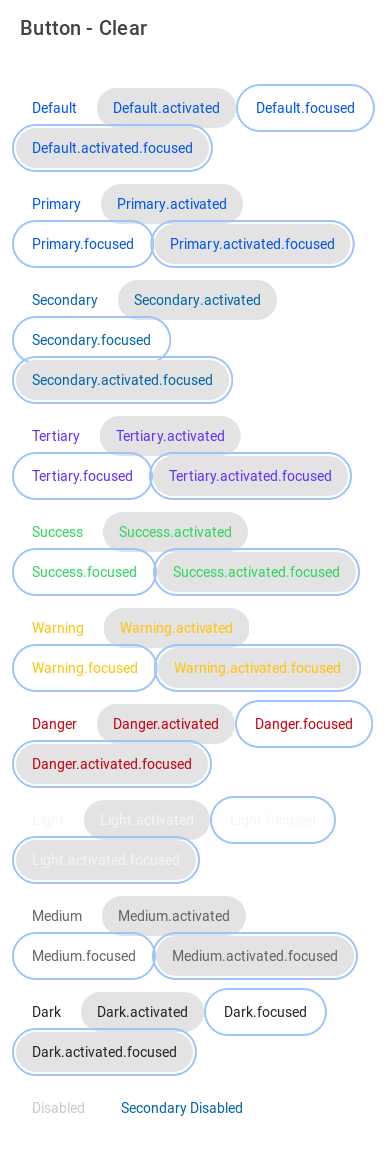 Button - Clear
Default Default.activated Default.focused
Default.activated.focused
Primary Primary.activated
Primary.focused Primary.activated.focused
Secondary Secondary.activated
Secondary.focused
Secondary.activated.focused
Tertiary Tertiary.activated
Tertiary.focused Tertiary.activated.focused
Success Success.activated
Success.focused Success.activated.focused
Warning Warning.activated
Warning.focused Warning.activated.focused
Danger Danger.activated Danger.focused
Danger.activated.focused
Light Light.activated Light.focused
Light.activated.focused
Medium Medium.activated
Medium.focused Medium.activated.focused
Dark Dark.activated Dark.focused
Dark.activated.focused
Disabled Secondary Disabled